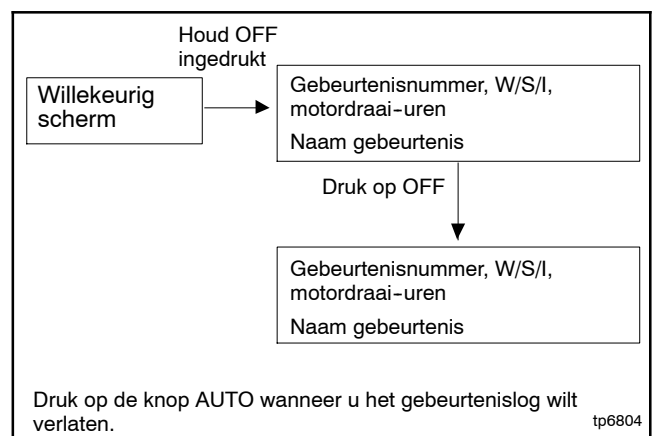 Houd OFF
ingedrukt
Willekeurig
scherm
Gebeurtenisnummer, W/S/I,
motordraai-uren
Naam gebeurtenis
Druk op OFF
Gebeurtenisnummer, W/S/I,
motordraai-uren
Naam gebeurtenis
Druk op de knop AUTO wanneer u het gebeurtenislog wilt
verlaten.
tp6804